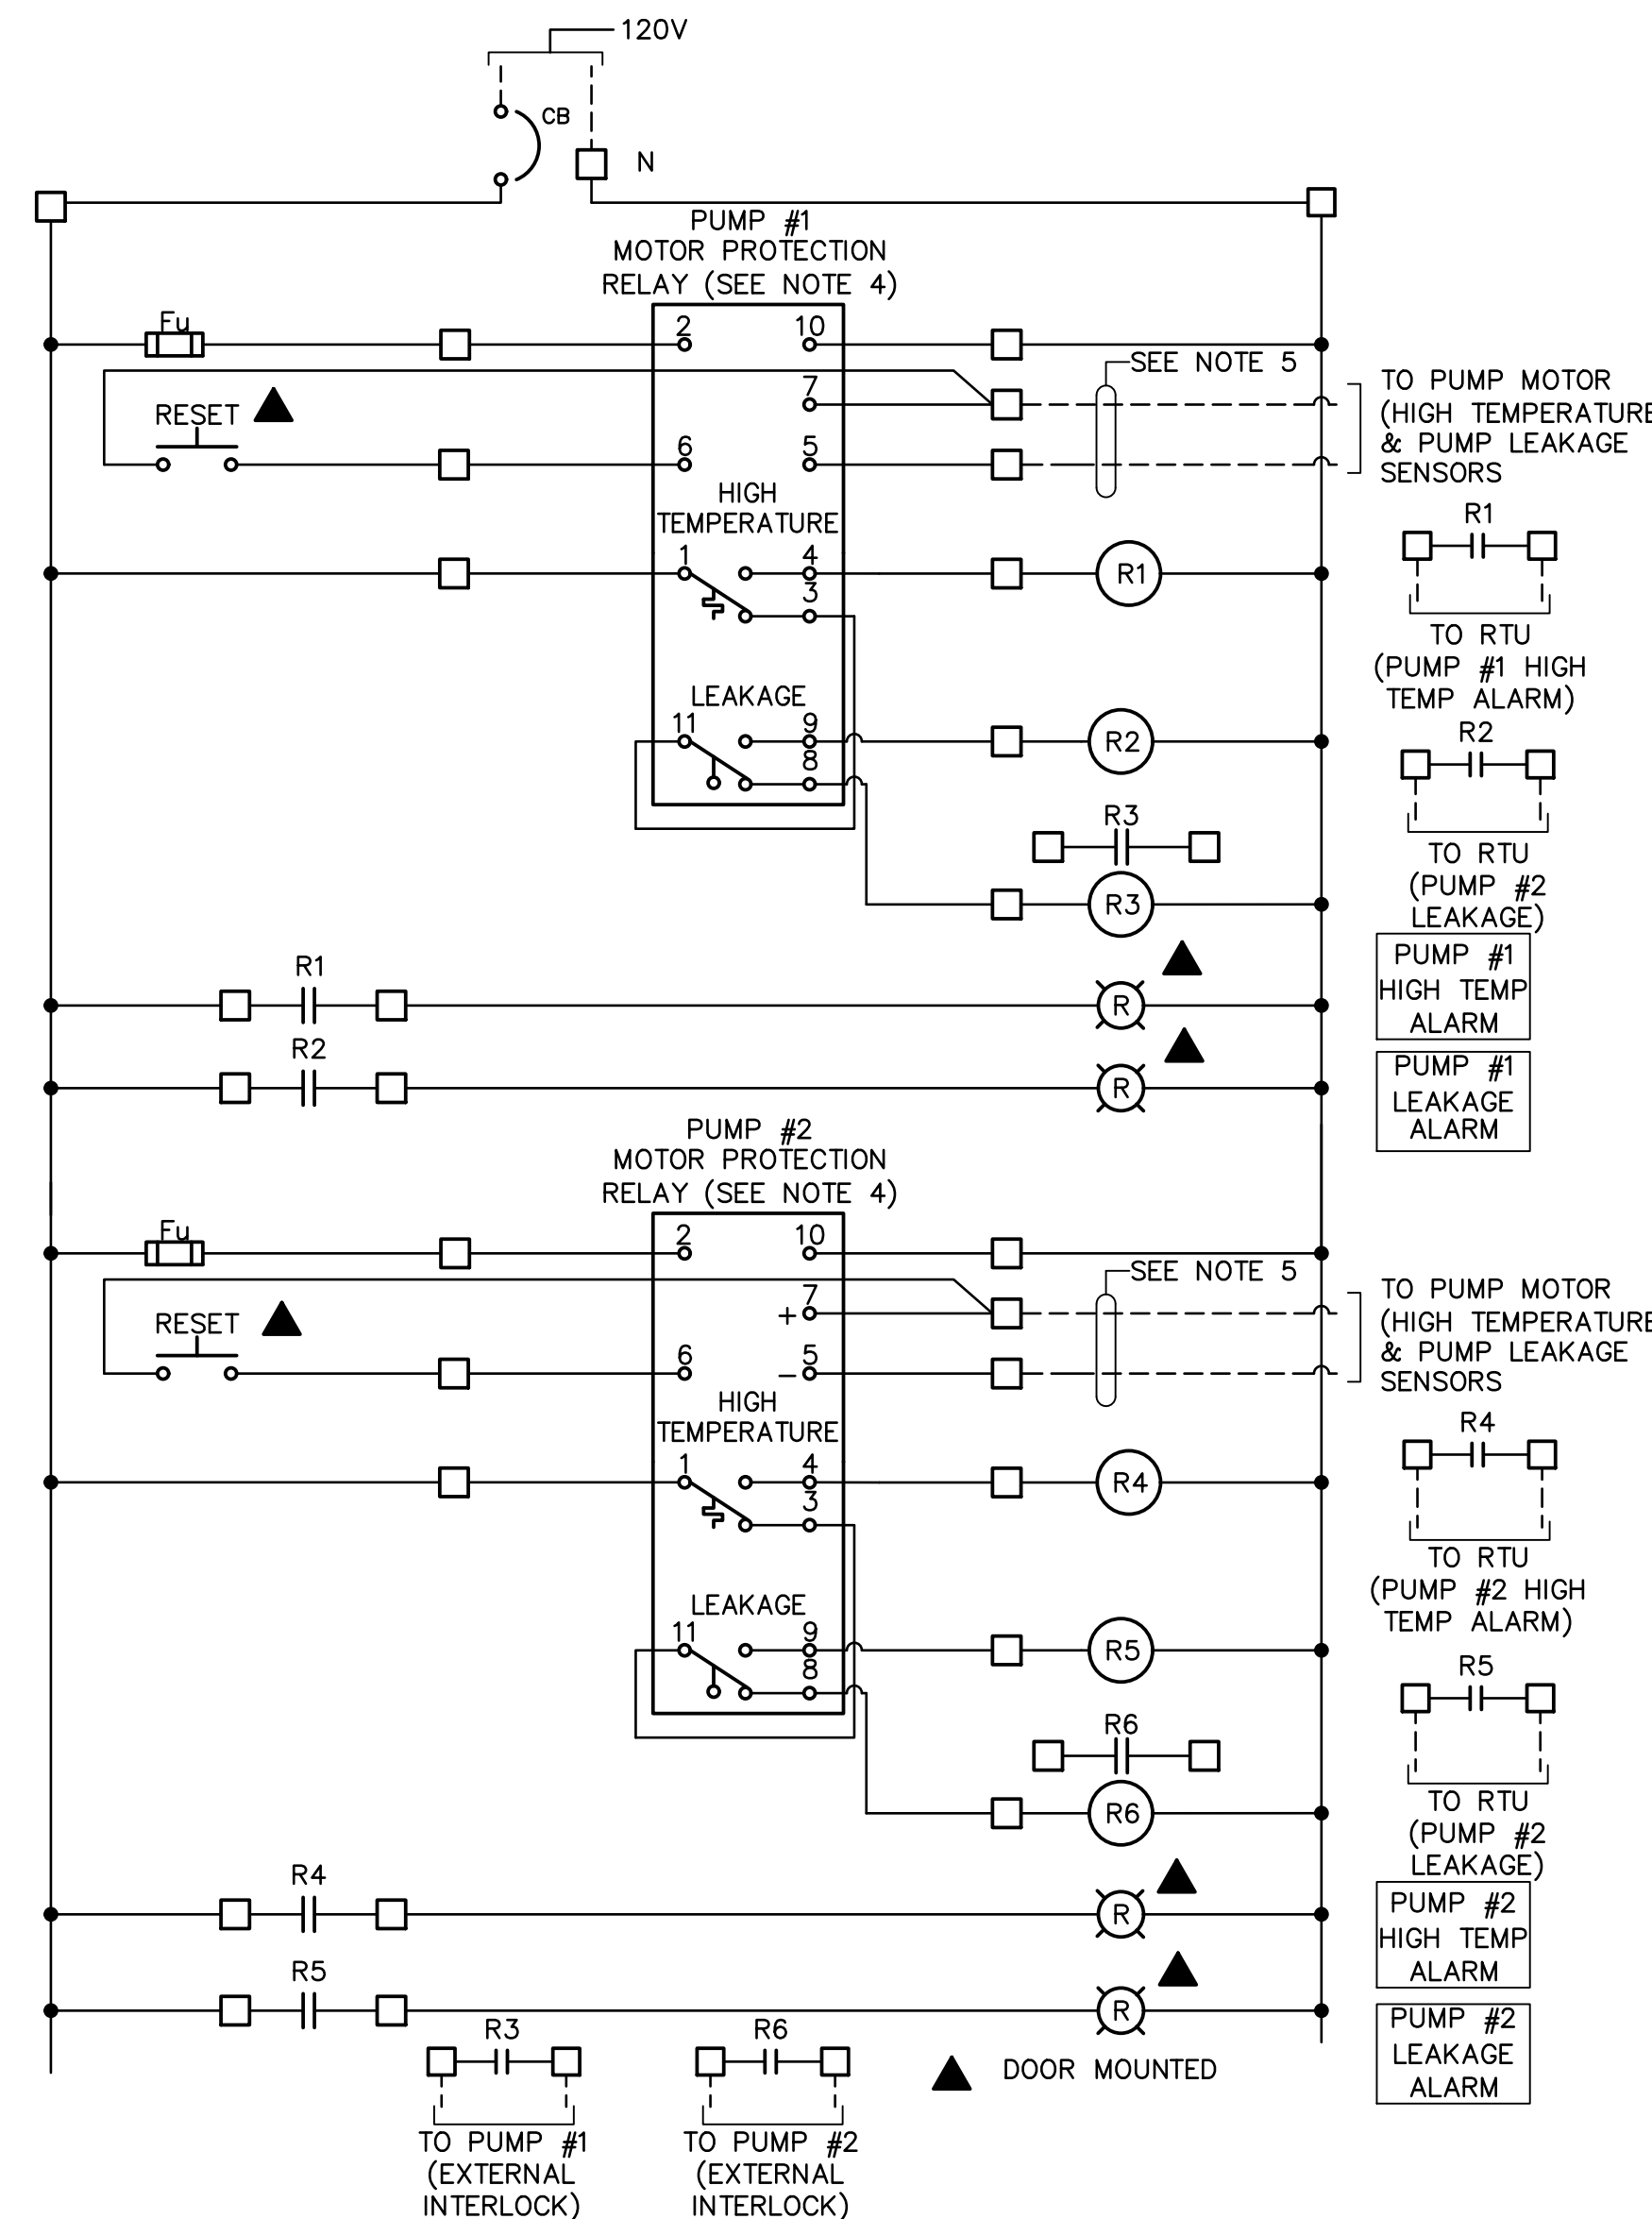 120V
CB
N
PUMP #1
MOTOR PROTECTION
RELAY (SEE NOTE 4)
Fu
2
10
SEE NOTE 5
7
RESET
6
5
TO PUMP MOTOR
(HIGH TEMPERATURE
& PUMP LEAKAGE
SENSORS
HIGH
TEMPERATURE
1
4
3
R1
R1
TO RTU
(PUMP #1 HIGH
TEMP ALARM)
LEAKAGE
11
9
8
R2
R2
TO RTU
(PUMP #2
LEAKAGE)
R3
R3
R1
R
PUMP #1
HIGH TEMP
ALARM
R2
R
PUMP #1
LEAKAGE
ALARM
PUMP #2
MOTOR PROTECTION
RELAY (SEE NOTE 4)
Fu
2
10
SEE NOTE 5
+ 7
RESET
6
- 5
TO PUMP MOTOR
(HIGH TEMPERATURE
& PUMP LEAKAGE
SENSORS
HIGH
TEMPERATURE
1
4
3
R4
R4
TO RTU
(PUMP #2 HIGH
TEMP ALARM)
LEAKAGE
11
9
8
R5
R5
TO RTU
(PUMP #2
LEAKAGE)
R6
R6
R4
R
PUMP #2
HIGH TEMP
ALARM
R5
R
PUMP #2
LEAKAGE
ALARM
R3
TO PUMP #1
(EXTERNAL
INTERLOCK)
R6
TO PUMP #2
(EXTERNAL
INTERLOCK)
DOOR MOUNTED